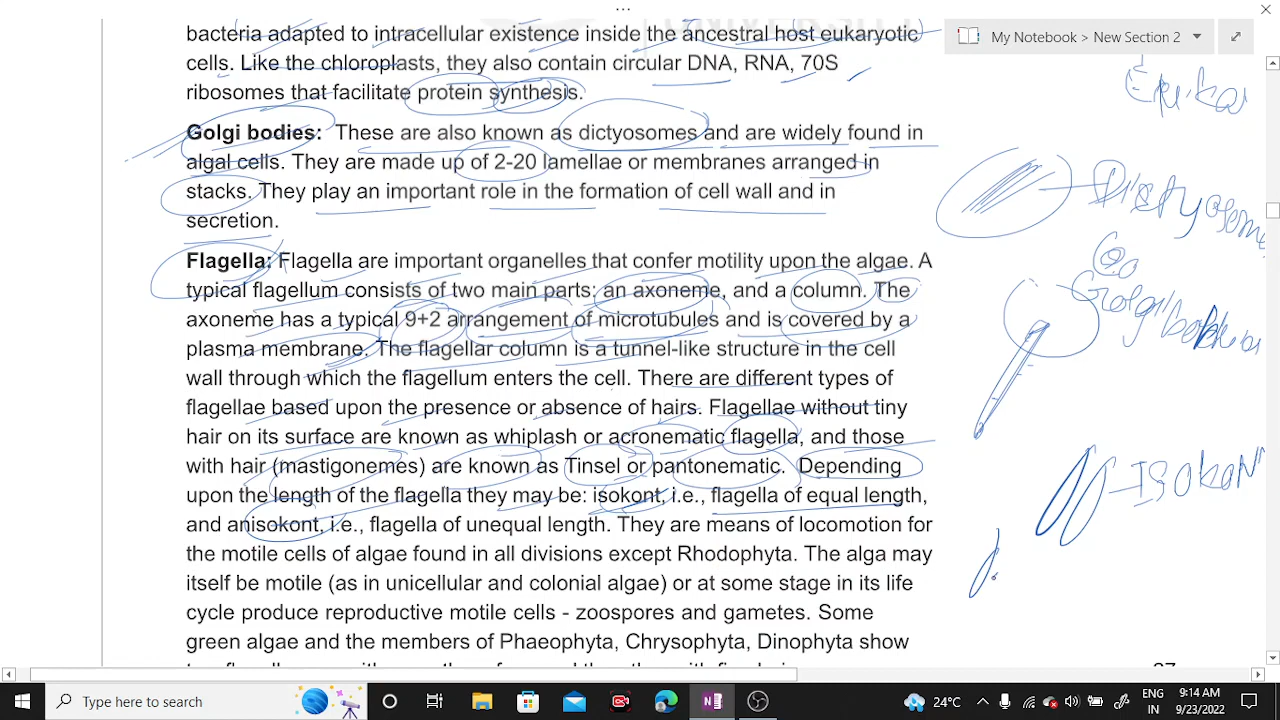 bacteria adapted to intracellular existence inside the ancestral host eukaryotic
My Notebook > New Section 2
cells. Like the chloroplasts, they also contain circular DNA, RNA, 70S
ribosomes that facilitate protein synthesis.
Golgi bodies: These are also known as dictyosomes and are widely found in
algal cells. They are made up of 2-20 lamellae or membranes arranged in
stacks. They play an important role in the formation of cell wall and in
secretion.
Dictyosome
Flagella: Flagella are important organelles that confer motility upon the algae. A
typical flagellum consists of two main parts: an axoneme, and a column. The
axoneme has a typical 9+2 arrangement of microtubules and is covered by a
plasma membrane. The flagellar column is a tunnel-like structure in the cell
wall through which the flagellum enters the cell. There are different types of
flagellae based upon the presence or absence of hairs. Flagellae without tiny
hair on its surface are known as whiplash or acronematic flagella, and those
with hair (mastigonemes) are known as Tinsel or pantonematic. Depending
upon the length of the flagella they may be: isokont, i.e., flagella of equal length,
and anisokont, i.e., flagella of unequal length. They are means of locomotion for
the motile cells of algae found in all divisions except Rhodophyta. The alga may
itself be motile (as in unicellular and colonial algae) or at some stage in its life
cycle produce reproductive motile cells - zoospores and gametes. Some
green algae and the members of Phaeophyta, Chrysophyta, Dinophyta show
Golgi
IsokoNT
Type here to search
24°C
ENG
IN
9:14 AM
9/23/2022